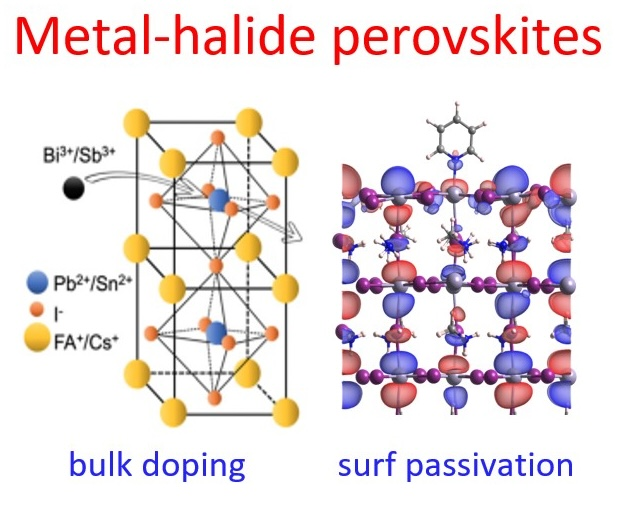 Metal-halide perovskites
Bi³⁺/Sb³⁺
Pb²⁺/Sn²⁺
I⁻
FA⁺/Cs⁺
bulk doping
surf passivation